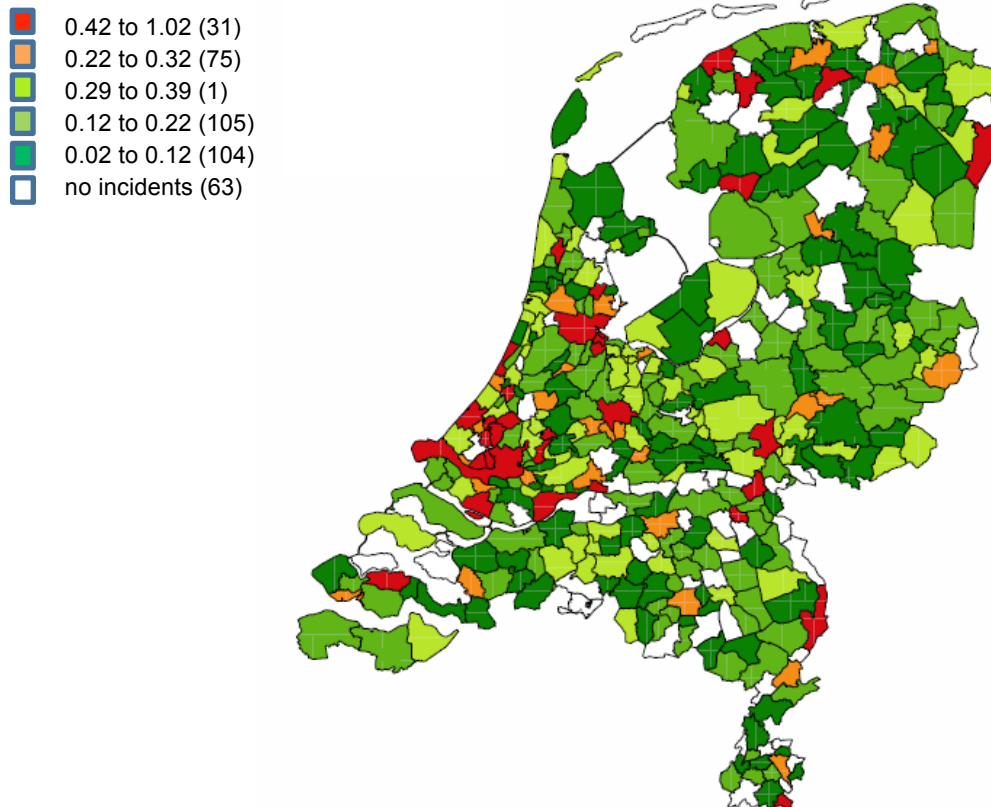 0.42 to 1.02 (31)
0.22 to 0.32 (75)
0.29 to 0.39 (1)
0.12 to 0.22 (105)
0.02 to 0.12 (104)
no incidents (63)